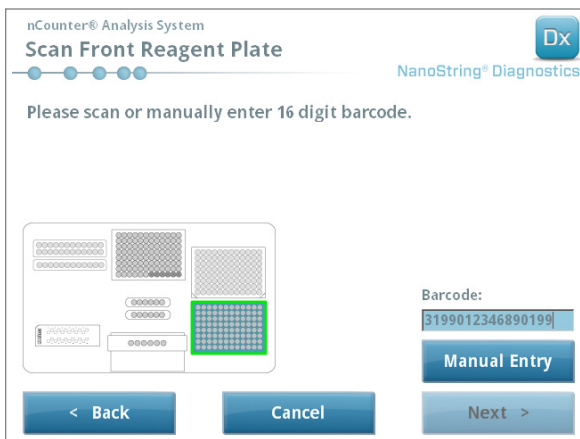 nCounter® Analysis System
Scan Front Reagent Plate
Dx
NanoString® Diagnostics
Please scan or manually enter 16 digit barcode.
Barcode:
3199012346890199
Manual Entry
< Back
Cancel
Next >